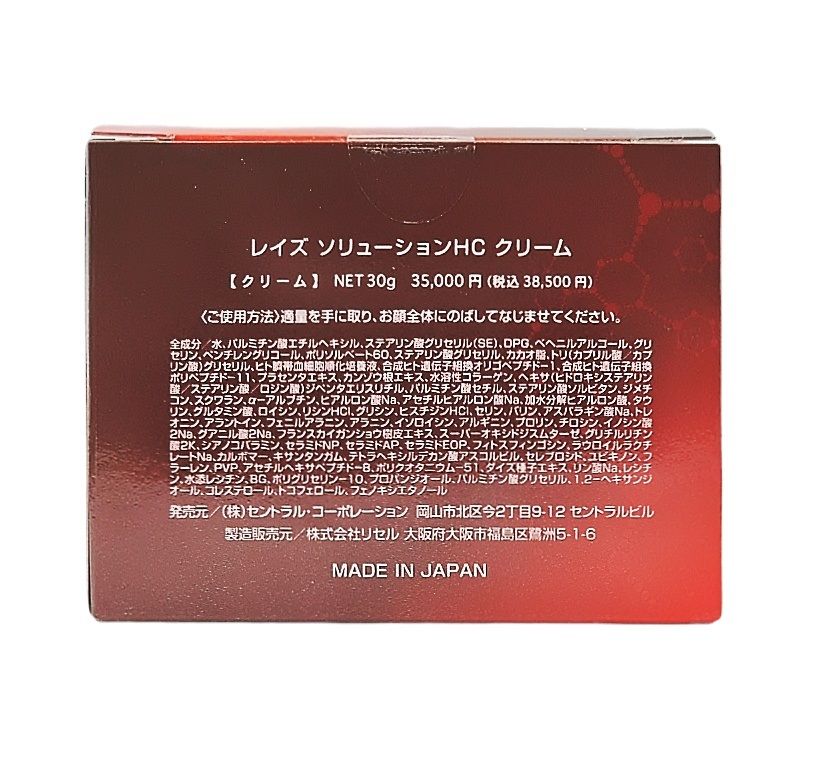 レイズ ソリューションHC クリーム
【クリーム】 NET 30g 35,000円(税込38,500円)
〈ご使用方法〉適量を手に取り、お顔全体にのばしてなじませてください。
全成分／水、パルミチン酸エチルヘキシル、ステアリン酸グリセリル(SE)、DPG、ベヘニルアルコール、グリ
セリン、ペンチレングリコール、ポリソルベート60、ステアリン酸グリセリル、カカオ脂、トリ(カプリル酸／カプ
リン酸)グリセリル、ヒト臍帯血細胞順化培養液、合成ヒト遺伝子組換オリゴペプチド-1、合成ヒト遺伝子組換
ポリペプチド-11、プラセンタエキス、カンゾウ根エキス、水溶性コラーゲン、ヘキサ(ヒドロキシステアリン
酸／ステアリン酸／ロジン酸)ジペンタエリスリチル、パルミチン酸セチル、ステアリン酸ソルビタン、ジメチ
コン、スクワラン、α-アルブチン、ヒアルロン酸Na、アセチルヒアルロン酸Na、加水分解ヒアルロン酸、タウ
リン、グルタミン酸、ロイシン、リシンHCl、グリシン、ヒスチジンHCl、セリン、バリン、アスパラギン酸Na、トレ
オニン、アラントイン、フェニルアラニン、アラニン、イソロイシン、アルギニン、プロリン、チロシン、イノシン酸
2Na、グアニル酸2Na、フランスカイガンショウ樹皮エキス、スーパーオキシドジスムターゼ、グリチルリチン
酸2K、シアノコバラミン、セラミドNP、セラミドAP、セラミドEOP、フィトスフィンゴシン、ラウロイルラクチ
レートNa、カルボマー、キサンタンガム、テトラヘキシルデカン酸アスコルビル、セレブロシド、ユビキノン、フ
ラーレン、PVP、アセチルヘキサペプチド-8、ポリクオタニウム-51、ダイズ種子エキス、リン酸Na、レシチ
ン、水添レシチン、BG、ポリグリセリン-10、プロパンジオール、パルミチン酸グリセリル、1,2-ヘキサンジ
オール、コレステロール、トコフェロール、フェノキシエタノール
発売元／(株)セントラル・コーポレーション 岡山市北区今2丁目9-12 セントラルビル
製造販売元／株式会社リセル 大阪府大阪市福島区鷺洲5-1-6
MADE IN JAPAN